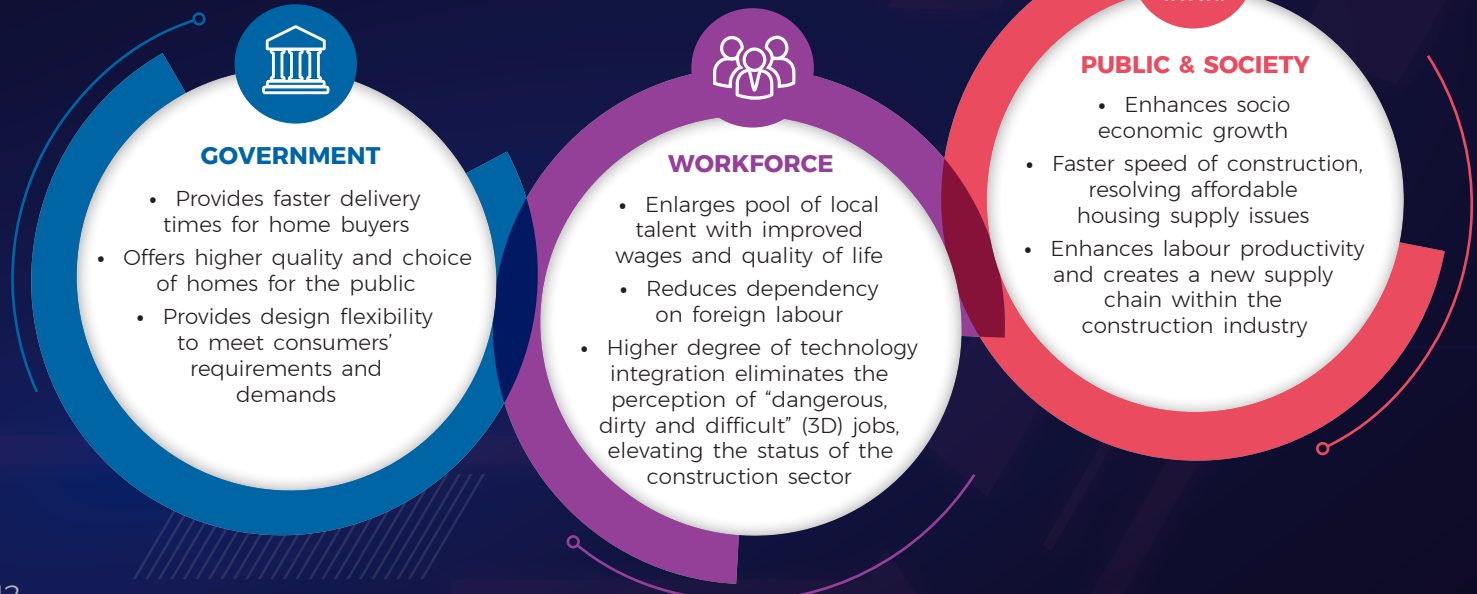 GOVERNMENT
• Provides faster delivery
times for home buyers
• Offers higher quality and choice
of homes for the public
• Provides design flexibility
to meet consumers’
requirements and
demands
WORKFORCE
• Enlarges pool of local
talent with improved
wages and quality of life
• Reduces dependency
on foreign labour
• Higher degree of technology
integration eliminates the
perception of “dangerous,
dirty and difficult” (3D) jobs,
elevating the status of the
construction sector
PUBLIC & SOCIETY
• Enhances socio
economic growth
• Faster speed of construction,
resolving affordable
housing supply issues
• Enhances labour productivity
and creates a new supply
chain within the
construction industry